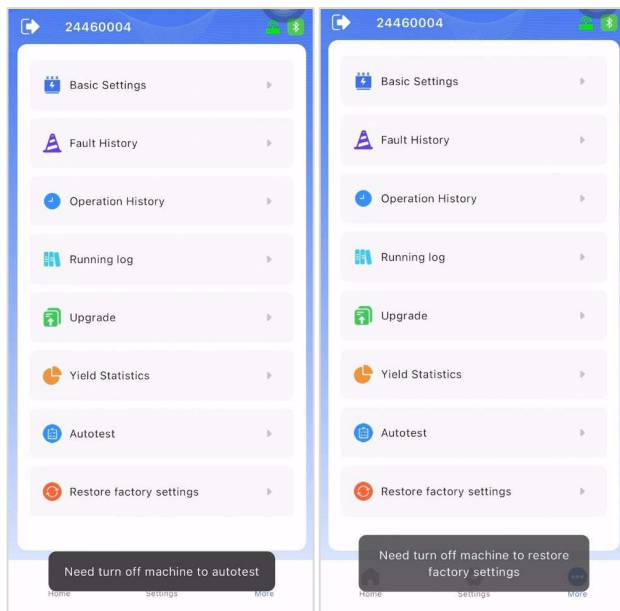 24460004
Basic Settings
Fault History
Operation History
Running log
Upgrade
Yield Statistics
Autotest
Restore factory settings
Need turn off machine to autotest
Home
Settings
More
24460004
Basic Settings
Fault History
Operation History
Running log
Upgrade
Yield Statistics
Autotest
Restore factory settings
Need turn off machine to restore
factory settings
Home
Settings
More